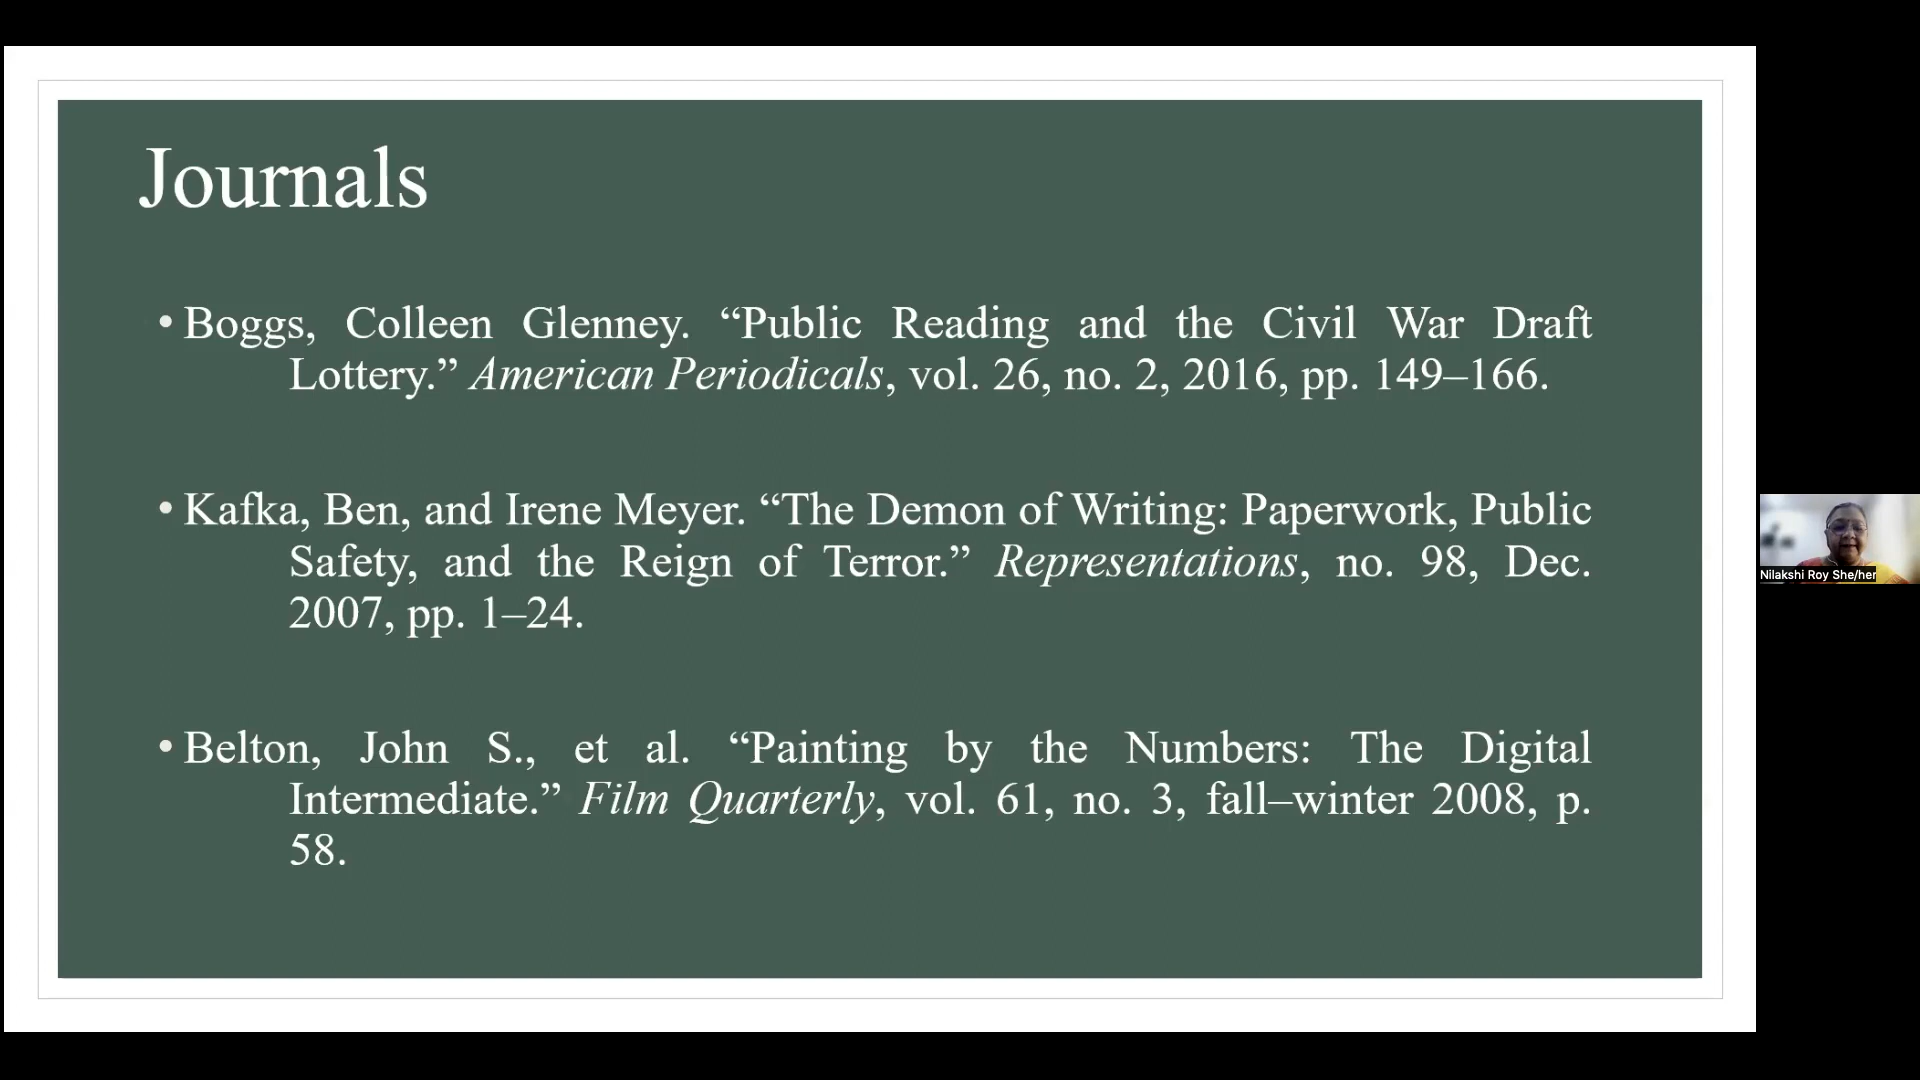 Journals
• Boggs, Colleen Glenney. “Public Reading and the Civil War Draft
Lottery.” American Periodicals, vol. 26, no. 2, 2016, pp. 149–166.
• Kafka, Ben, and Irene Meyer. “The Demon of Writing: Paperwork, Public
Safety, and the Reign of Terror.” Representations, no. 98, Dec.
2007, pp. 1–24.
• Belton, John S., et al. “Painting by the Numbers: The Digital
Intermediate.” Film Quarterly, vol. 61, no. 3, fall–winter 2008, p.
58.
Nilakshi Roy She/her